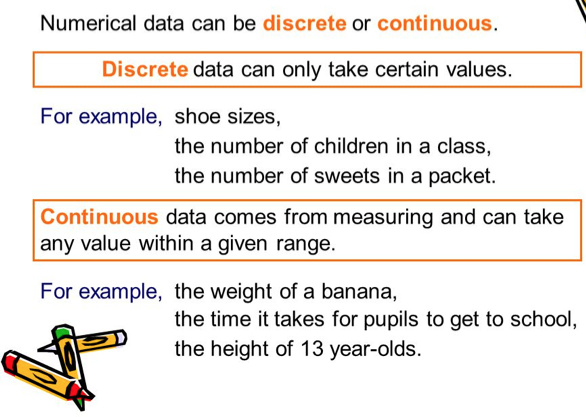 Numerical data can be discrete or continuous.
Discrete data can only take certain values.
For example, shoe sizes,
the number of children in a class,
the number of sweets in a packet.
Continuous data comes from measuring and can take
any value within a given range.
For example, the weight of a banana,
the time it takes for pupils to get to school,
the height of 13 year-olds.